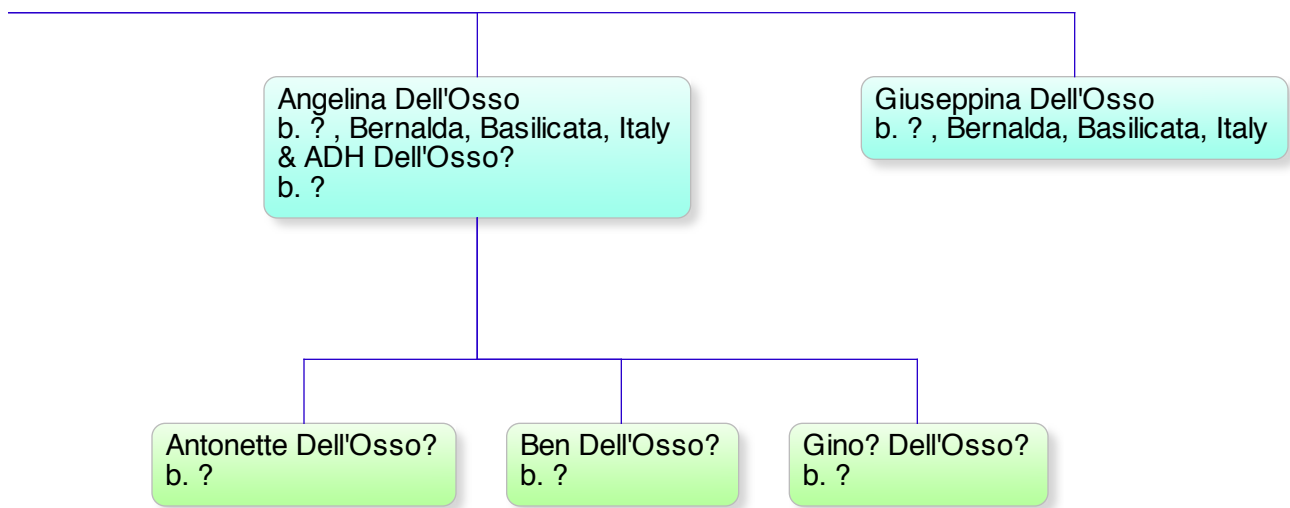 Angelina Dell'Osso
b. ? , Bernalda, Basilicata, Italy
& ADH Dell'Osso?
b. ?
Giuseppina Dell'Osso
b. ? , Bernalda, Basilicata, Italy
Antonette Dell'Osso?
b. ?
Ben Dell'Osso?
b. ?
Gino? Dell'Osso?
b. ?